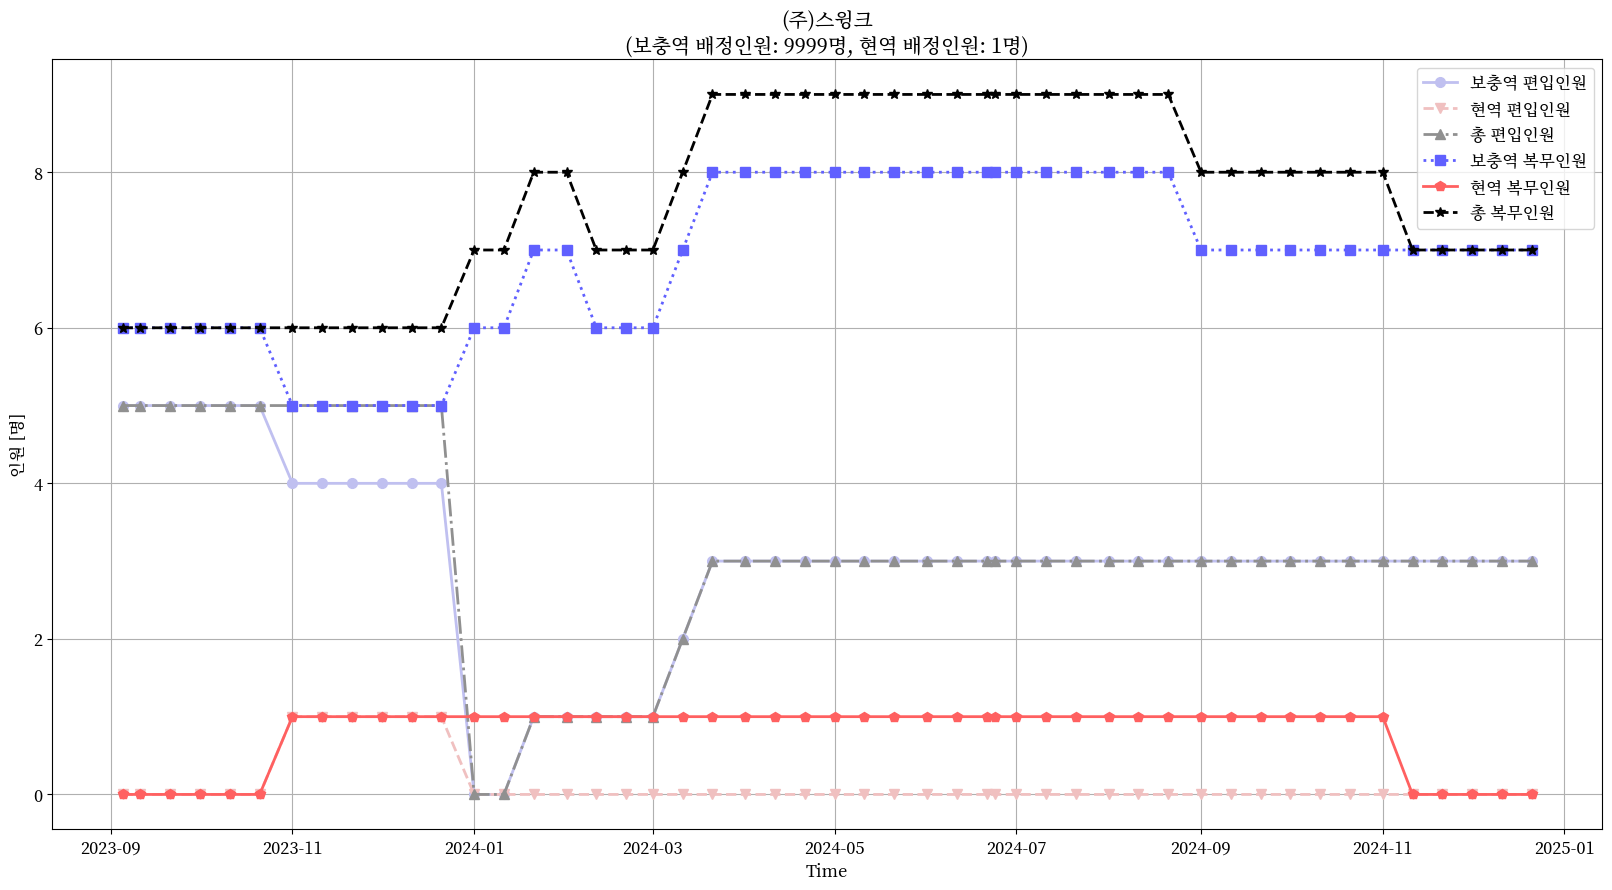 (주)스윙크
(보충역 배정인원: 9999명, 현역 배정인원: 1명)
보충역 편입인원
현역 편입인원
총 편입인원
보충역 복무인원
현역 복무인원
총 복무인원
인원 [명]
8
6
4
2
0
2023-09
2023-11
2024-01
2024-03
2024-05
2024-07
2024-09
2024-11
2025-01
Time